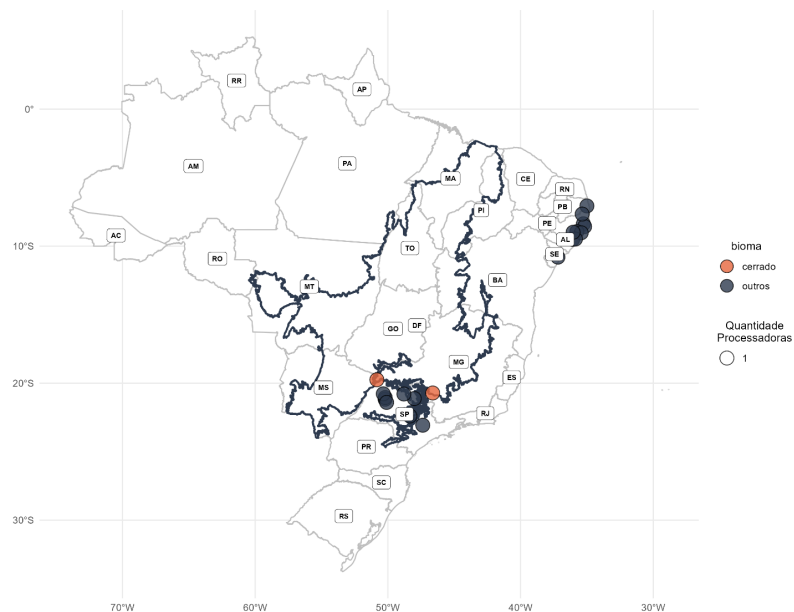 RR
AP
0°
AM
PA
MA
CE
RN
PB
PI
PE
AC
AL
10°S
TO
SE
RO
BA
MT
GO
DF
MG
ES
20°S
MS
SP
RJ
PR
SC
RS
30°S
70°W
60°W
50°W
40°W
30°W
bioma
cerrado
outros
Quantidade
Processadoras
1